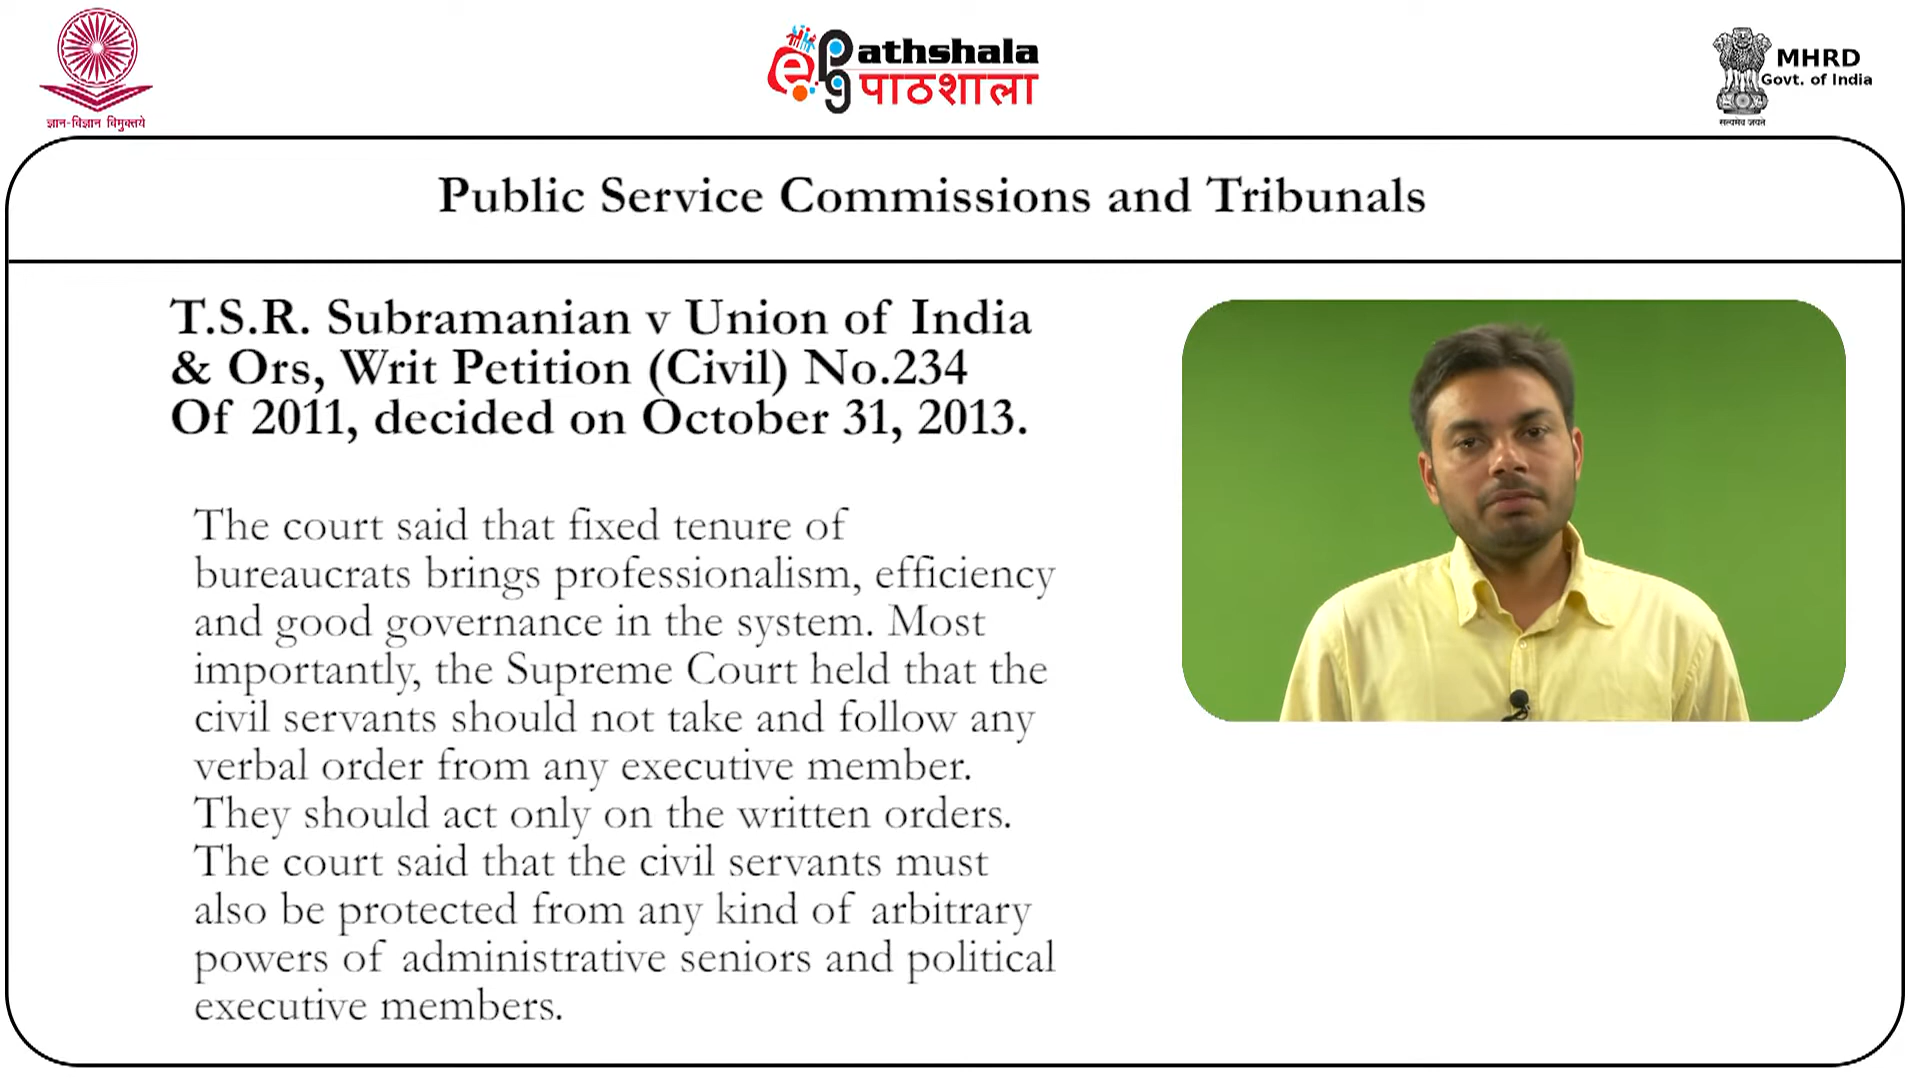 ज्ञान-विज्ञान विमुक्तये
ePG Pathshala
पाठशाला
MHRD
Govt. of India
सत्यमेव जयते
Public Service Commissions and Tribunals
T.S.R. Subramanian v Union of India
& Ors, Writ Petition (Civil) No.234
Of 2011, decided on October 31, 2013.
The court said that fixed tenure of
bureaucrats brings professionalism, efficiency
and good governance in the system. Most
importantly, the Supreme Court held that the
civil servants should not take and follow any
verbal order from any executive member.
They should act only on the written orders.
The court said that the civil servants must
also be protected from any kind of arbitrary
powers of administrative seniors and political
executive members.